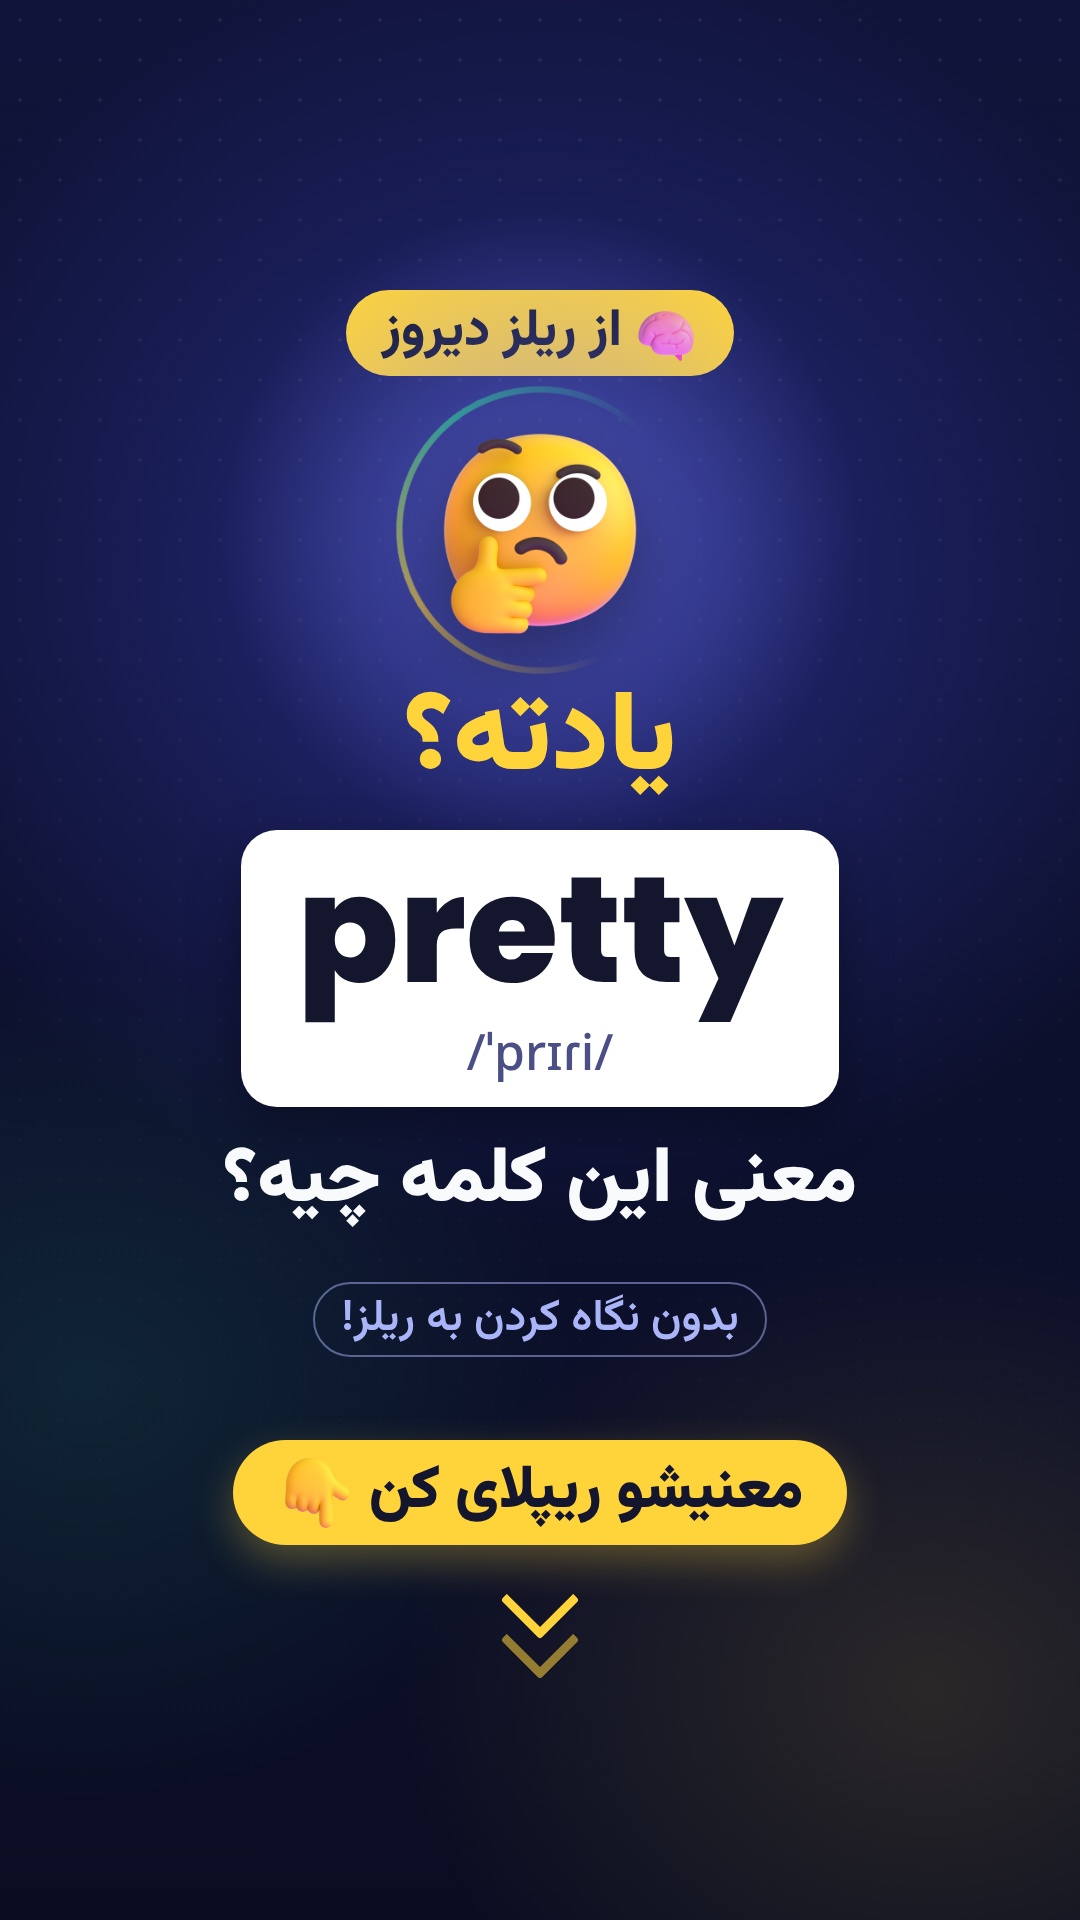 🧠 از ریلز دیروز
یادته؟
pretty
/ˈprɪɾi/
معنی این کلمه چیه؟
بدون نگاه کردن به ریلز!
معنیشو ریپلای کن 👇